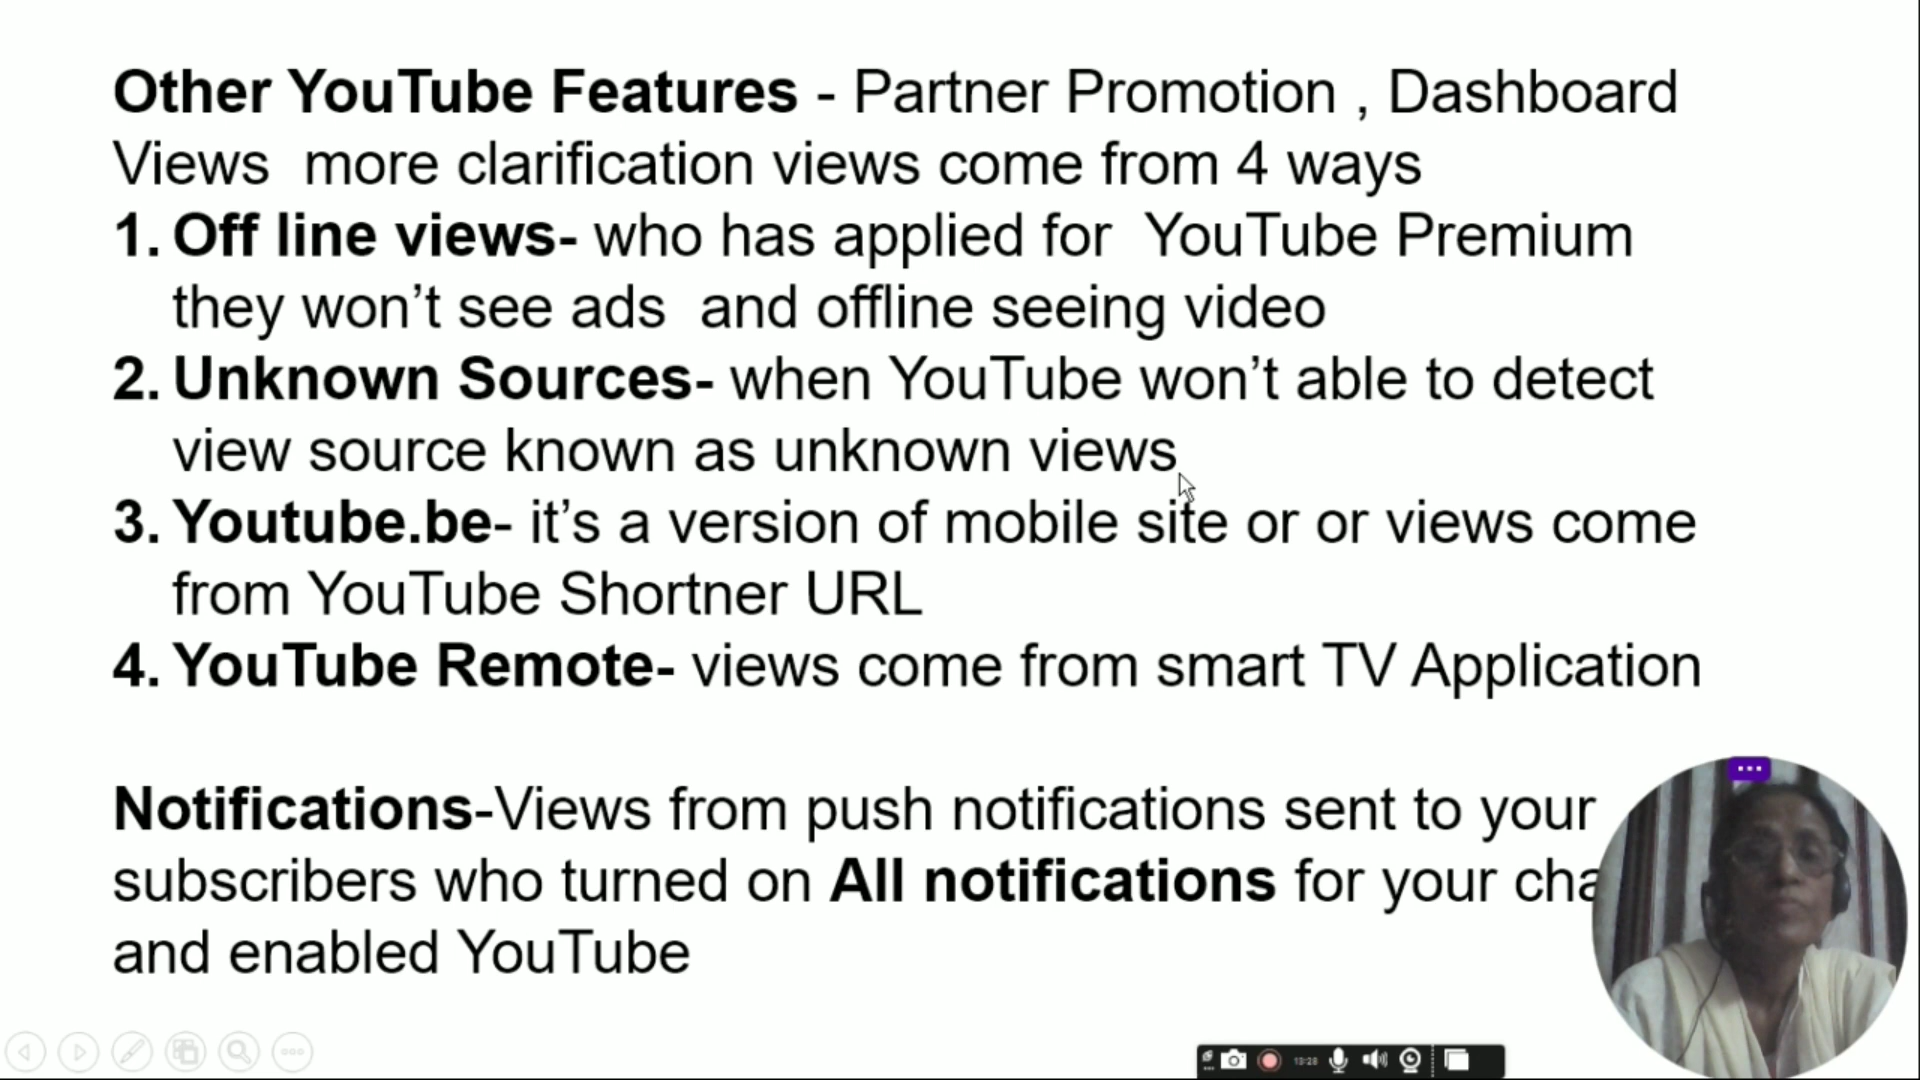 Other YouTube Features - Partner Promotion , Dashboard
Views more clarification views come from 4 ways
1. Off line views- who has applied for YouTube Premium
they won’t see ads and offline seeing video
2. Unknown Sources- when YouTube won’t able to detect
view source known as unknown views
3. Youtube.be- it’s a version of mobile site or or views come
from YouTube Shortner URL
4. YouTube Remote- views come from smart TV Application
Notifications-Views from push notifications sent to your
subscribers who turned on All notifications for your cha
and enabled YouTube
13:28